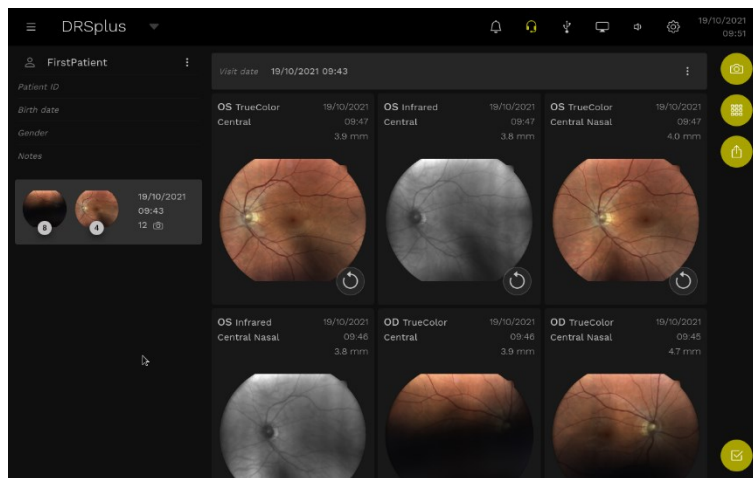 DRSplus
19/10/2021
09:51
FirstPatient
Patient ID
Birth date
Gender
Notes
19/10/2021
09:43
12
8
4
Visit date 19/10/2021 09:43
OS TrueColor 19/10/2021
Central 09:47
3.9 mm
OS Infrared 19/10/2021
Central 09:47
3.8 mm
OS TrueColor 19/10/2021
Central Nasal 09:47
4.0 mm
OS Infrared 19/10/2021
Central Nasal 09:46
3.8 mm
OD TrueColor 19/10/2021
Central 09:46
3.9 mm
OD TrueColor 19/10/2021
Central Nasal 09:45
4.7 mm